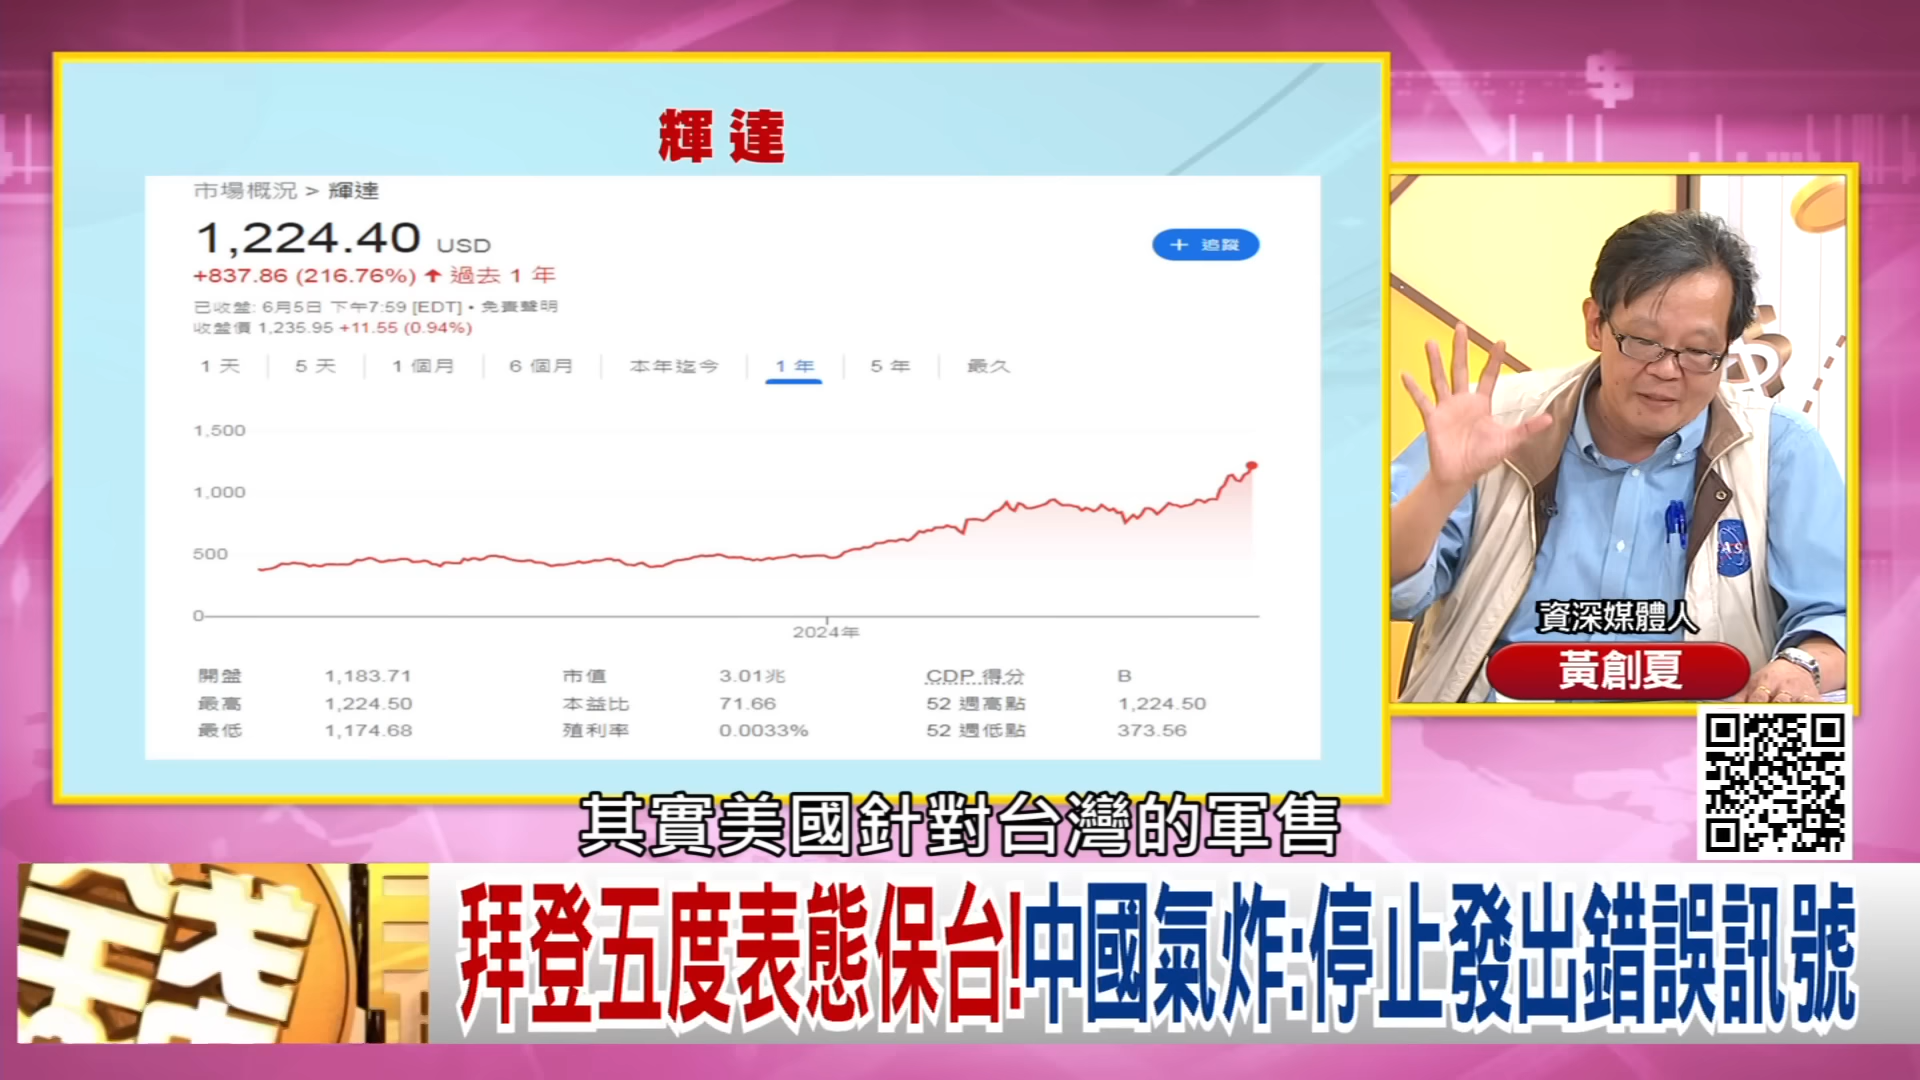 輝達
市場概況 > 輝達
1,224.40 USD
+ 追蹤
+837.86 (216.76%) ↑ 過去 1 年
已收盤: 6月5日 下午7:59 [EDT] • 免責聲明
收盤價 1,235.95 +11.55 (0.94%)
1 天 5 天 1 個月 6 個月 本年迄今 1 年 5 年 最久
1,500
1,000
500
0
2024年
開盤 1,183.71 市值 3.01兆 CDP 得分 B
最高 1,224.50 本益比 71.66 52 週高點 1,224.50
最低 1,174.68 殖利率 0.0033% 52 週低點 373.56
資深媒體人
黃創夏
其實美國針對台灣的軍售
拜登五度表態保台!中國氣炸:停止發出錯誤訊號